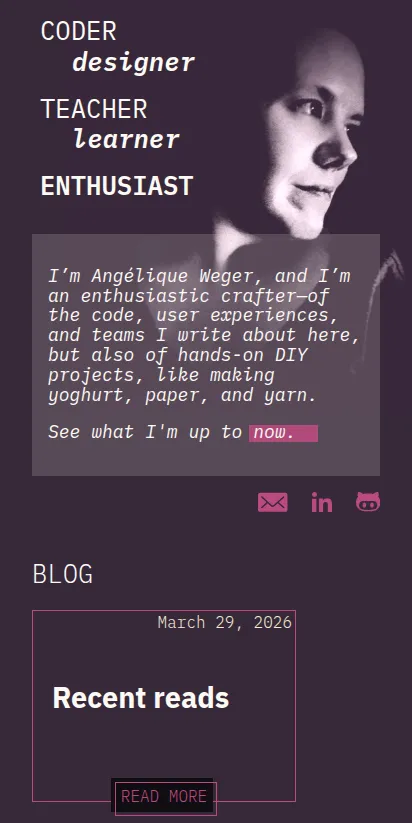 CODER
designer
TEACHER
learner
ENTHUSIAST
I’m Angélique Weger, and I’m
an enthusiastic crafter—of
the code, user experiences,
and teams I write about here,
but also of hands-on DIY
projects, like making
yoghurt, paper, and yarn.
See what I'm up to now.
BLOG
March 29, 2026
Recent reads
READ MORE